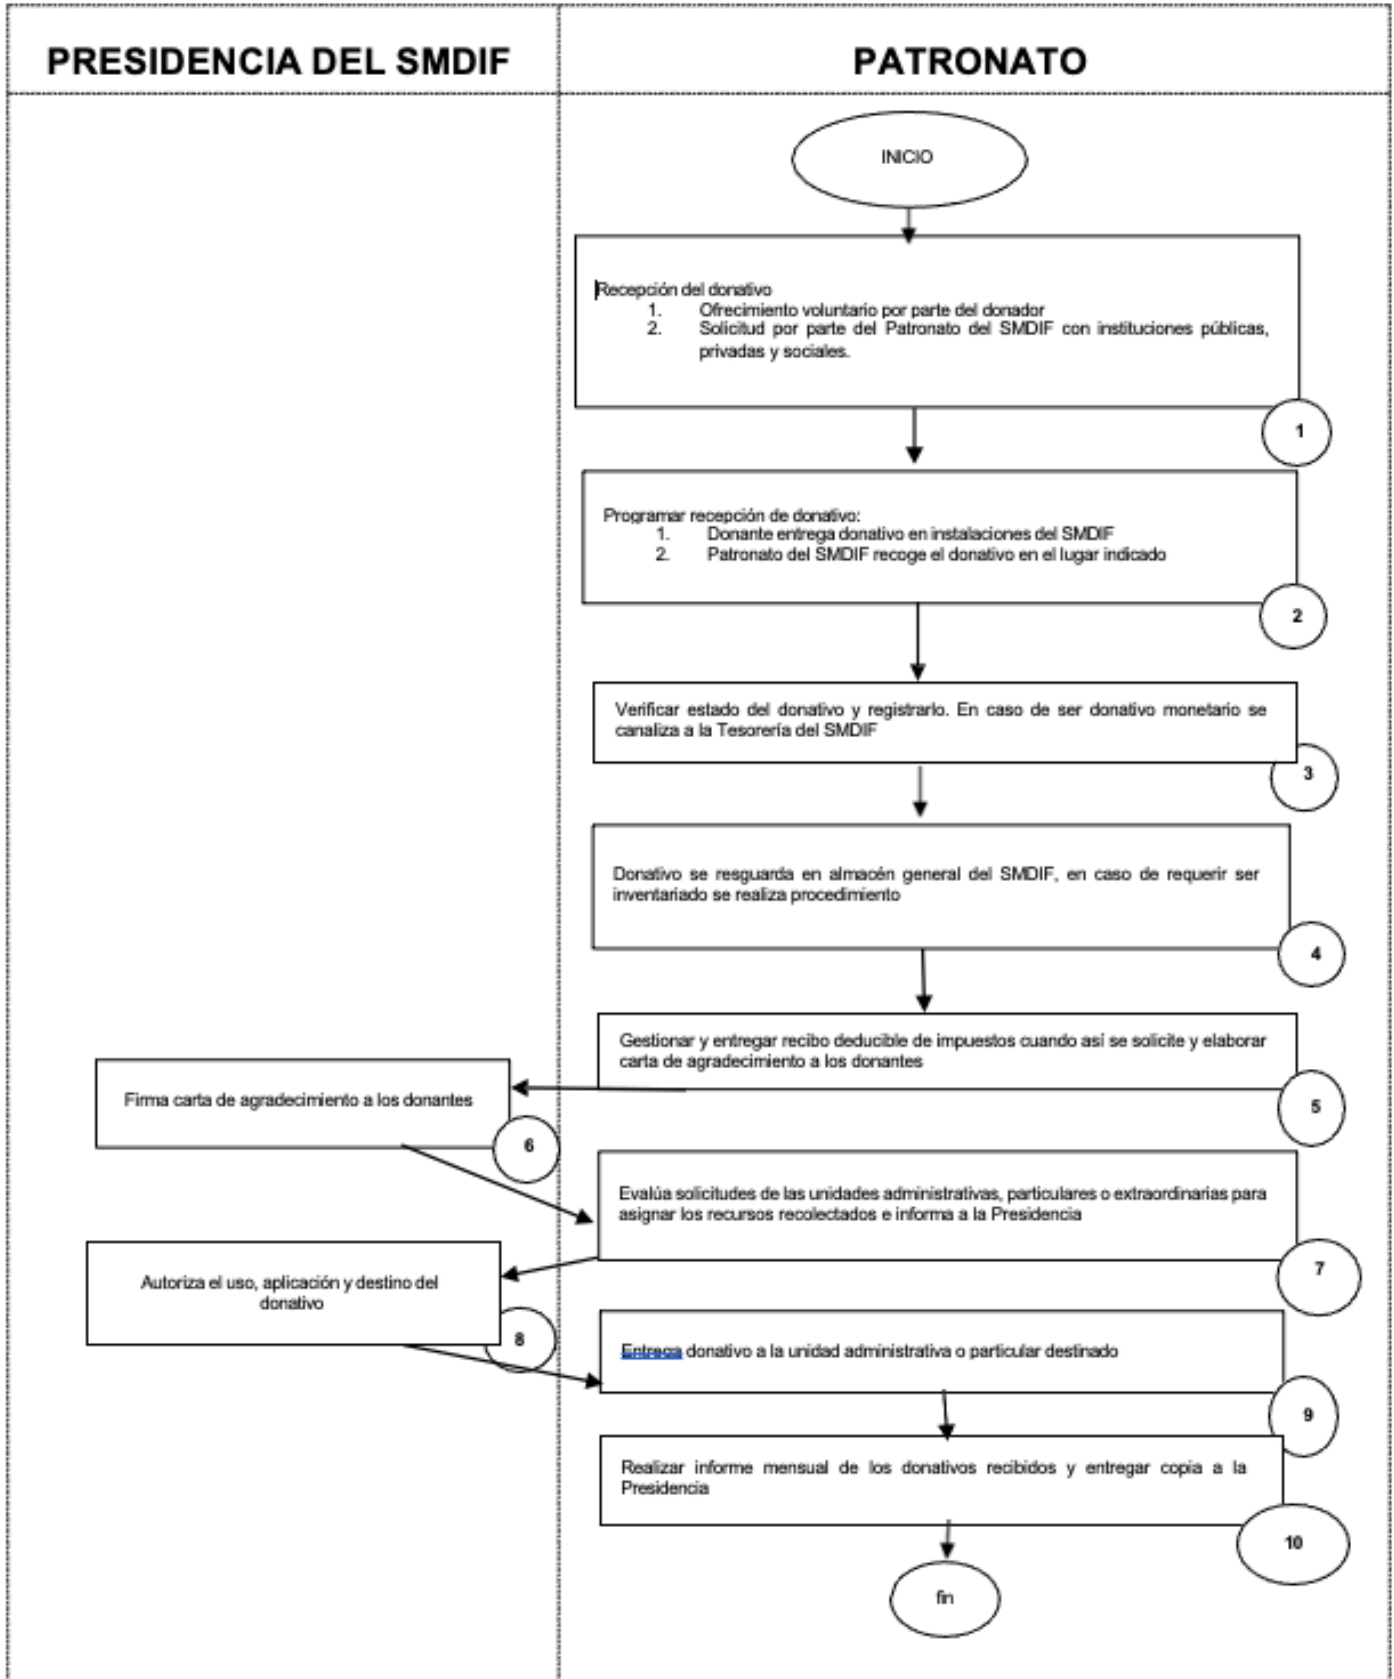 PRESIDENCIA DEL SMDIF
PATRONATO
INICIO
Recepción del donativo
1. Ofrecimiento voluntario por parte del donador
2. Solicitud por parte del Patronato del SMDIF con instituciones públicas,
privadas y sociales.
1
Programar recepción de donativo:
1. Donante entrega donativo en instalaciones del SMDIF
2. Patronato del SMDIF recoge el donativo en el lugar indicado
2
Verificar estado del donativo y registrarlo. En caso de ser donativo monetario se
canaliza a la Tesorería del SMDIF
3
Donativo se resguarda en almacén general del SMDIF, en caso de requerir ser
inventariado se realiza procedimiento
4
Gestionar y entregar recibo deducible de impuestos cuando así se solicite y elaborar
carta de agradecimiento a los donantes
5
Firma carta de agradecimiento a los donantes
6
Evalúa solicitudes de las unidades administrativas, particulares o extraordinarias para
asignar los recursos recolectados e informa a la Presidencia
7
Autoriza el uso, aplicación y destino del
donativo
8
Entrega donativo a la unidad administrativa o particular destinado
9
Realizar informe mensual de los donativos recibidos y entregar copia a la
Presidencia
10
fin